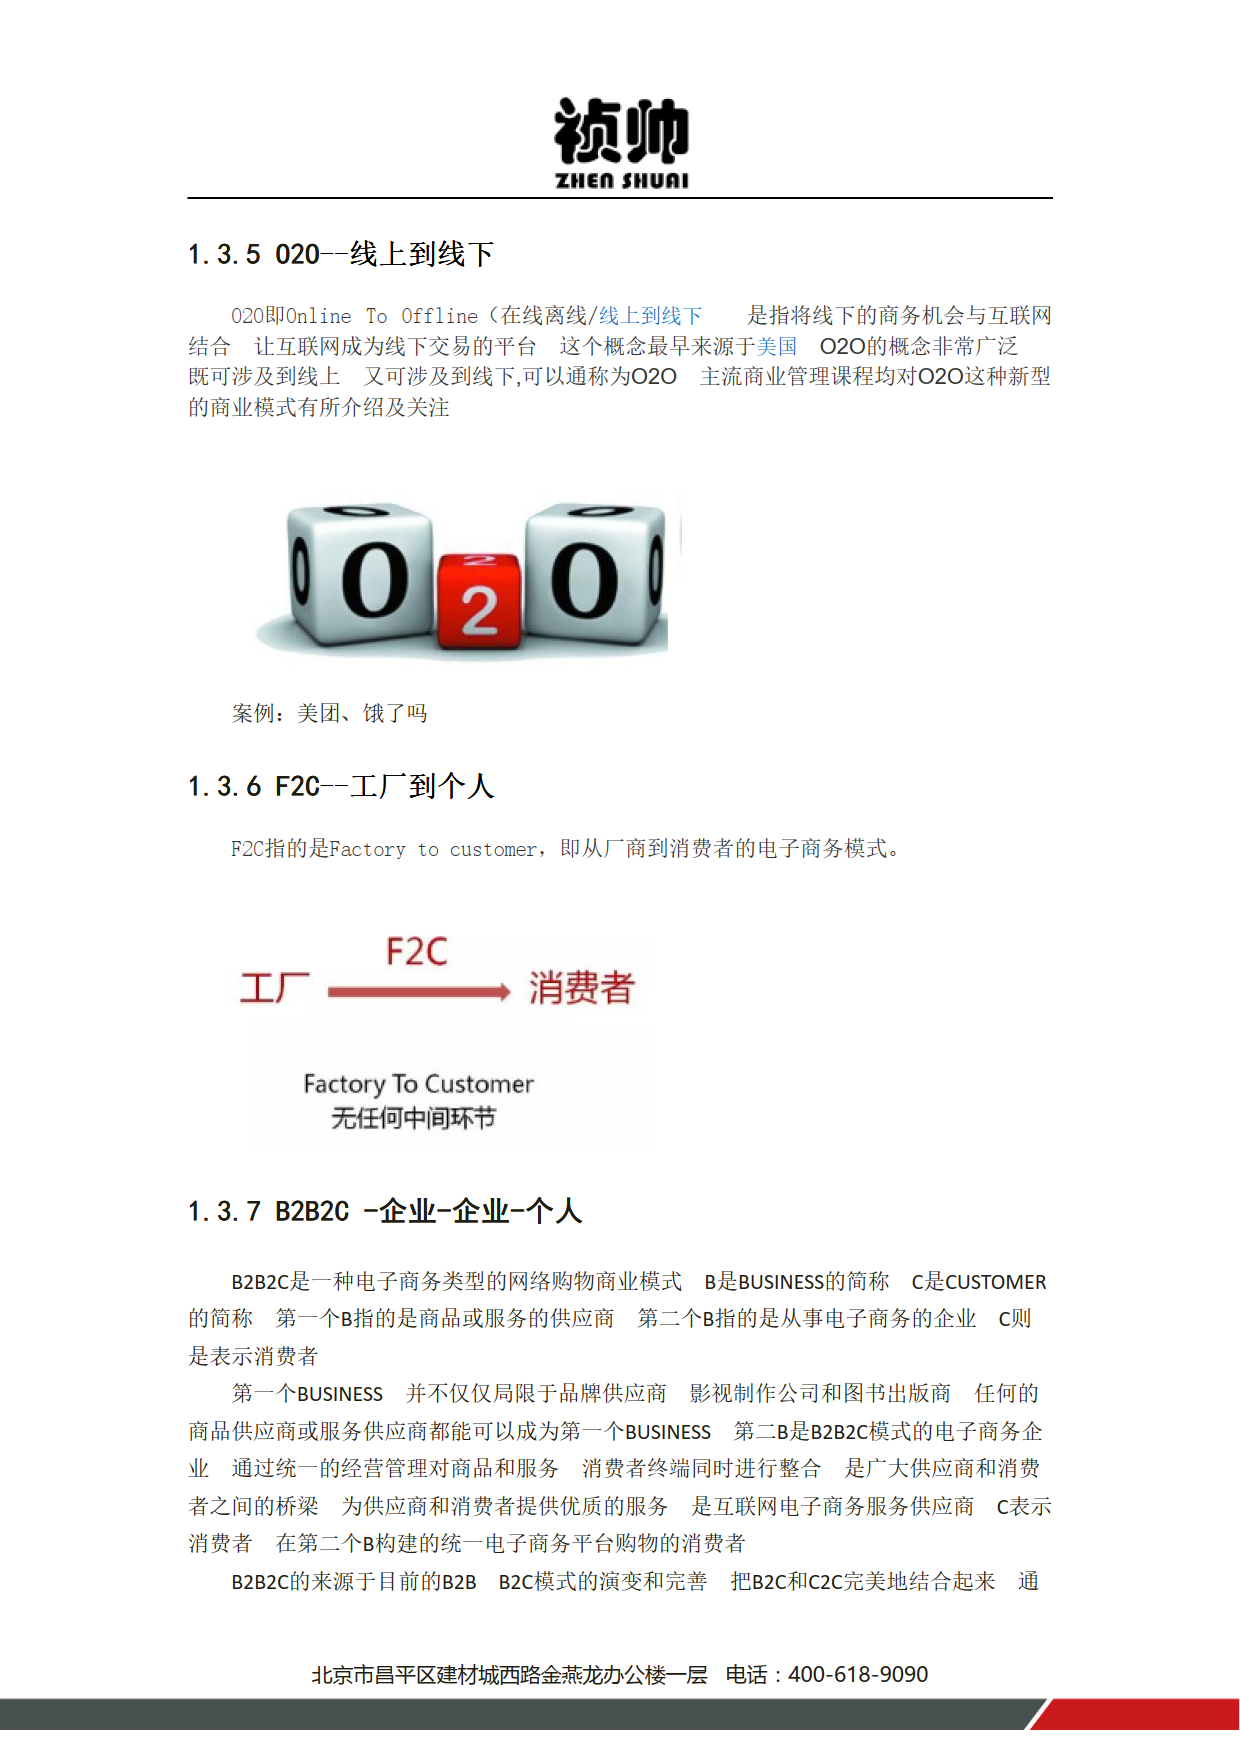 祯帅
ZHEN SHUAI
1.3.5 O2O--线上到线下
O2O即Online To Offline（在线离线/线上到线下　是指将线下的商务机会与互联网
结合　让互联网成为线下交易的平台　这个概念最早来源于美国　O2O的概念非常广泛
既可涉及到线上　又可涉及到线下,可以通称为O2O　主流商业管理课程均对O2O这种新型
的商业模式有所介绍及关注
O 2 O
案例：美团、饿了吗
1.3.6 F2C--工厂到个人
F2C指的是Factory to customer，即从厂商到消费者的电子商务模式。
F2C
工厂 消费者
Factory To Customer
无任何中间环节
1.3.7 B2B2C -企业-企业-个人
B2B2C是一种电子商务类型的网络购物商业模式　B是BUSINESS的简称　C是CUSTOMER
的简称　第一个B指的是商品或服务的供应商　第二个B指的是从事电子商务的企业　C则
是表示消费者
第一个BUSINESS　并不仅仅局限于品牌供应商　影视制作公司和图书出版商　任何的
商品供应商或服务供应商都能可以成为第一个BUSINESS　第二B是B2B2C模式的电子商务企
业　通过统一的经营管理对商品和服务　消费者终端同时进行整合　是广大供应商和消费
者之间的桥梁　为供应商和消费者提供优质的服务　是互联网电子商务服务供应商　C表示
消费者　在第二个B构建的统一电子商务平台购物的消费者
B2B2C的来源于目前的B2B　B2C模式的演变和完善　把B2C和C2C完美地结合起来　通
北京市昌平区建材城西路金燕龙办公楼一层 电话：400-618-9090